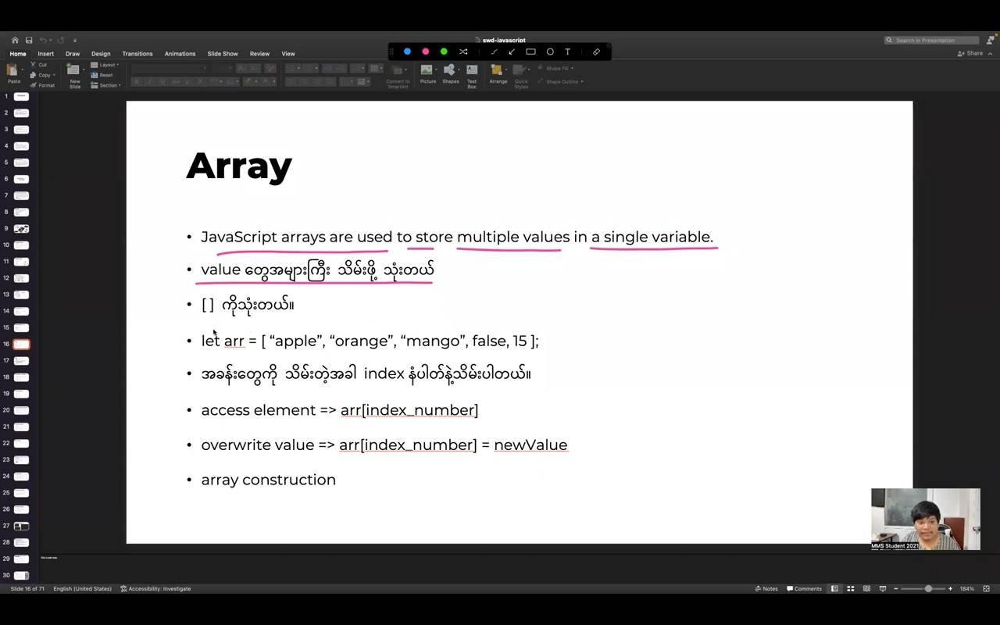 swd-javascript
Search in Presentation
Home Insert Draw Design Transitions Animations Slide Show Review View
Share
Paste
Cut
Copy
Format
New Slide
Layout
Reset
Section
Convert to SmartArt
Picture
Shapes
Text Box
Arrange
Quick Styles
Shape Fill
Shape Outline
1
2
3
4
5
6
7
8
9
10
11
12
13
14
15
16
17
18
19
20
21
22
23
24
25
26
27
28
29
30
Array
• JavaScript arrays are used to store multiple values in a single variable.
• value တွေအများကြီး သိမ်းဖို့ သုံးတယ်
• [ ] ကိုသုံးတယ်။
• let arr = [ “apple”, “orange”, “mango”, false, 15 ];
• အခန်းတွေကို သိမ်းတဲ့အခါ index နံပါတ်နဲ့သိမ်းပါတယ်။
• access element => arr[index_number]
• overwrite value => arr[index_number] = newValue
• array construction
MMS Student 2021
Slide 16 of 71 English (United States) Accessibility: Investigate Notes Comments 184%